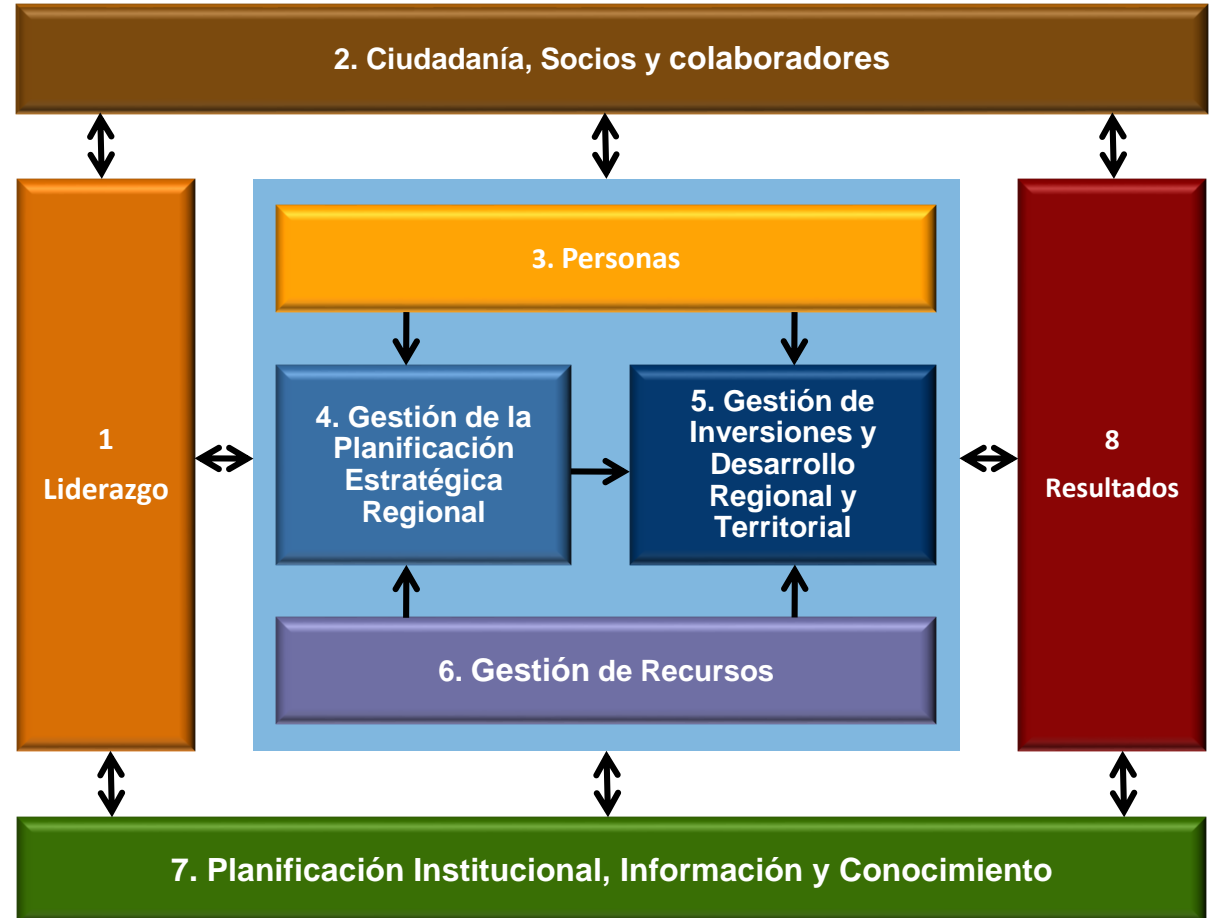 2. Ciudadanía, Socios y colaboradores
3. Personas
1
Liderazgo
4. Gestión de la
Planificación
Estratégica
Regional
5. Gestión de
Inversiones y
Desarrollo
Regional y
Territorial
8
Resultados
6. Gestión de Recursos
7. Planificación Institucional, Información y Conocimiento